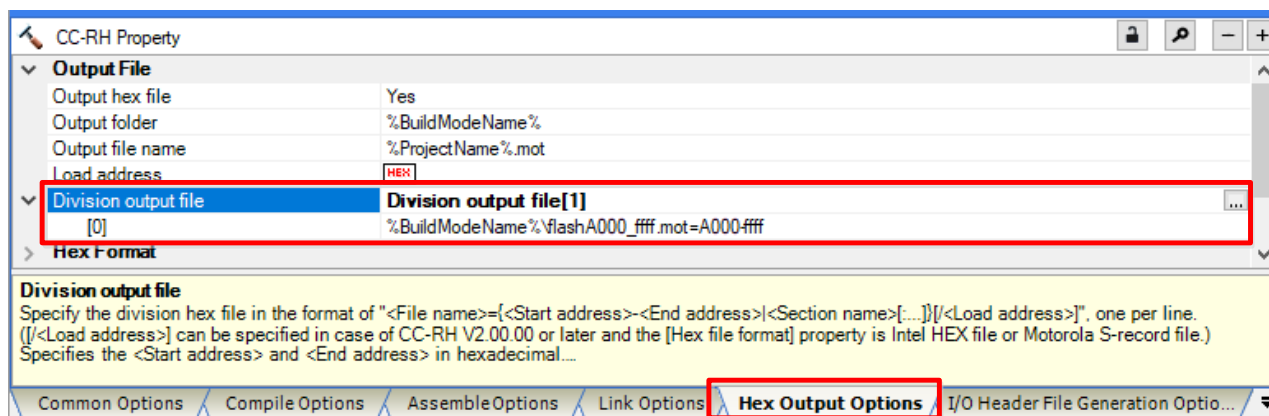 CC-RH Property
Output File
Output hex file Yes
Output folder %BuildModeName%
Output file name %ProjectName%.mot
Load address HEX
Division output file Division output file[1] ...
[0] %BuildModeName%\flashA000_ffff.mot=A000-ffff
Hex Format
Division output file
Specify the division hex file in the format of "<File name>={<Start address>-<End address>|<Section name>[:...]}[/<Load address>]", one per line.
([/<Load address>] can be specified in case of CC-RH V2.00.00 or later and the [Hex file format] property is Intel HEX file or Motorola S-record file.)
Specifies the <Start address> and <End address> in hexadecimal....
Common Options Compile Options Assemble Options Link Options Hex Output Options I/O Header File Generation Optio...